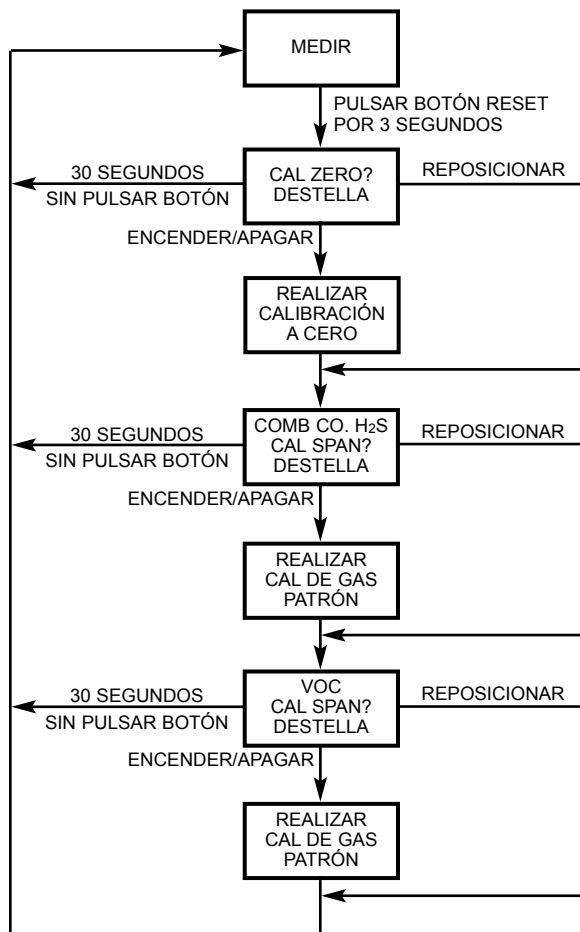 MEDIR
PULSAR BOTÓN RESET
POR 3 SEGUNDOS
30 SEGUNDOS
SIN PULSAR BOTÓN
CAL ZERO?
DESTELLA
REPOSICIONAR
ENCENDER/APAGAR
REALIZAR
CALIBRACIÓN
A CERO
30 SEGUNDOS
SIN PULSAR BOTÓN
COMB CO. H2S
CAL SPAN?
DESTELLA
REPOSICIONAR
ENCENDER/APAGAR
REALIZAR
CAL DE GAS
PATRÓN
30 SEGUNDOS
SIN PULSAR BOTÓN
VOC
CAL SPAN?
DESTELLA
REPOSICIONAR
ENCENDER/APAGAR
REALIZAR
CAL DE GAS
PATRÓN